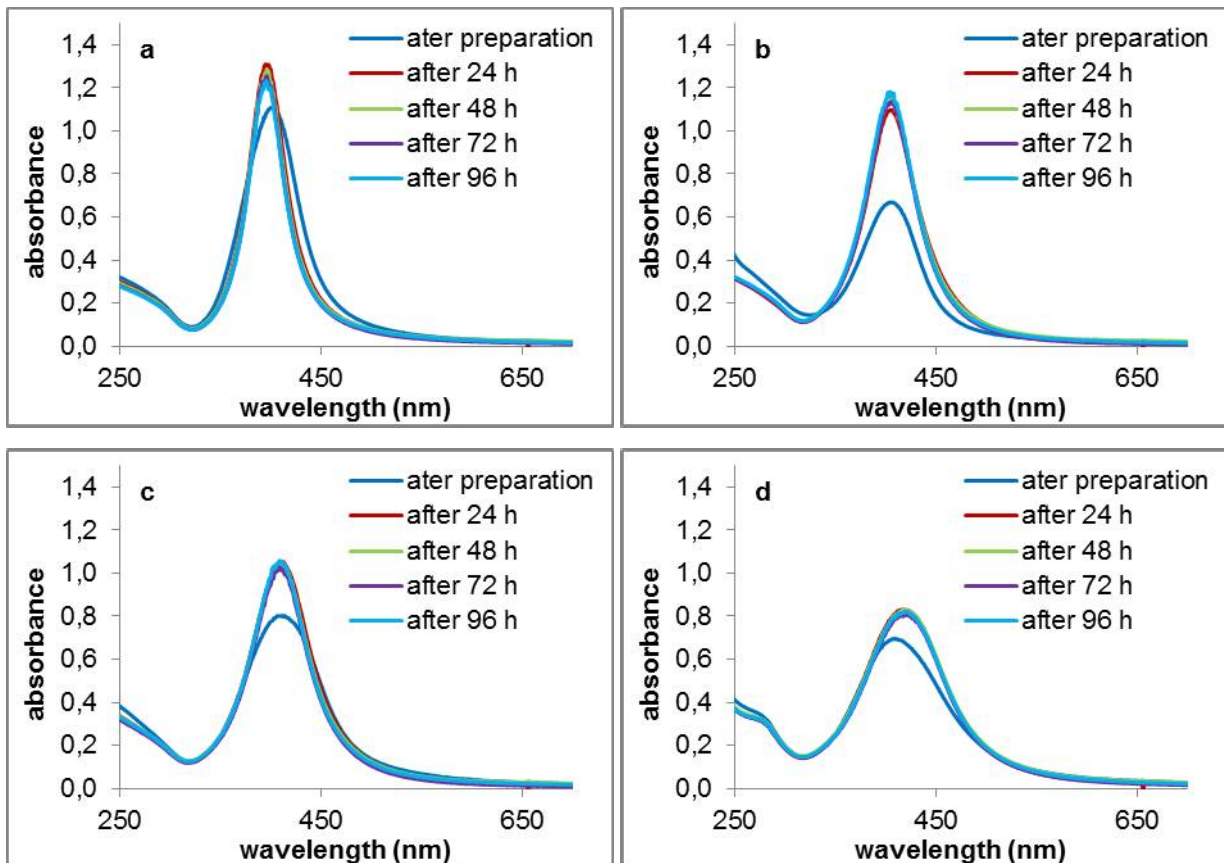 a
ater preparation
after 24 h
after 48 h
after 72 h
after 96 h
1,4
1,2
1,0
0,8
0,6
0,4
0,2
0,0
absorbance
250 450 650
wavelength (nm)
b
ater preparation
after 24 h
after 48 h
after 72 h
after 96 h
1,4
1,2
1,0
0,8
0,6
0,4
0,2
0,0
absorbance
250 450 650
wavelength (nm)
c
ater preparation
after 24 h
after 48 h
after 72 h
after 96 h
1,4
1,2
1,0
0,8
0,6
0,4
0,2
0,0
absorbance
250 450 650
wavelength (nm)
d
ater preparation
after 24 h
after 48 h
after 72 h
after 96 h
1,4
1,2
1,0
0,8
0,6
0,4
0,2
0,0
absorbance
250 450 650
wavelength (nm)